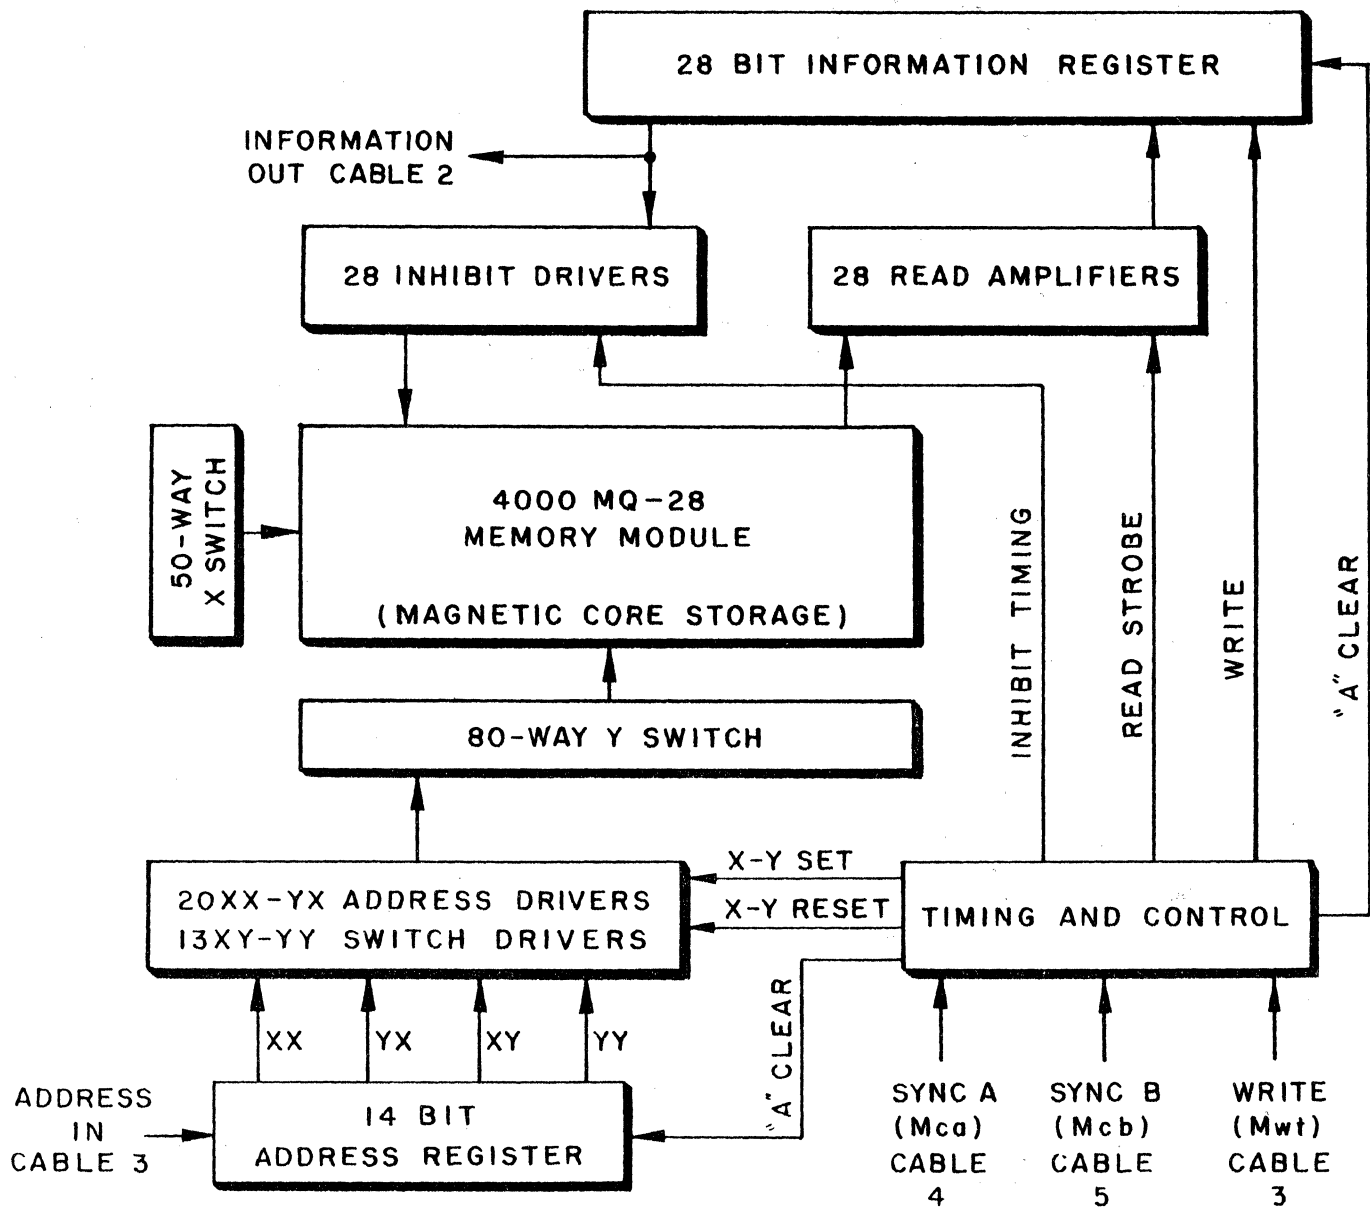 28 BIT INFORMATION REGISTER
INFORMATION
OUT CABLE 2
28 INHIBIT DRIVERS
28 READ AMPLIFIERS
50-WAY
X SWITCH
4000 MQ-28
MEMORY MODULE
(MAGNETIC CORE STORAGE)
INHIBIT TIMING
READ STROBE
WRITE
"A" CLEAR
80-WAY Y SWITCH
20XX-YX ADDRESS DRIVERS
13XY-YY SWITCH DRIVERS
X-Y SET
X-Y RESET
TIMING AND CONTROL
XX
YX
XY
YY
"A" CLEAR
ADDRESS
IN
CABLE 3
14 BIT
ADDRESS REGISTER
SYNC A
(Mca)
CABLE
4
SYNC B
(Mcb)
CABLE
5
WRITE
(Mwt)
CABLE
3